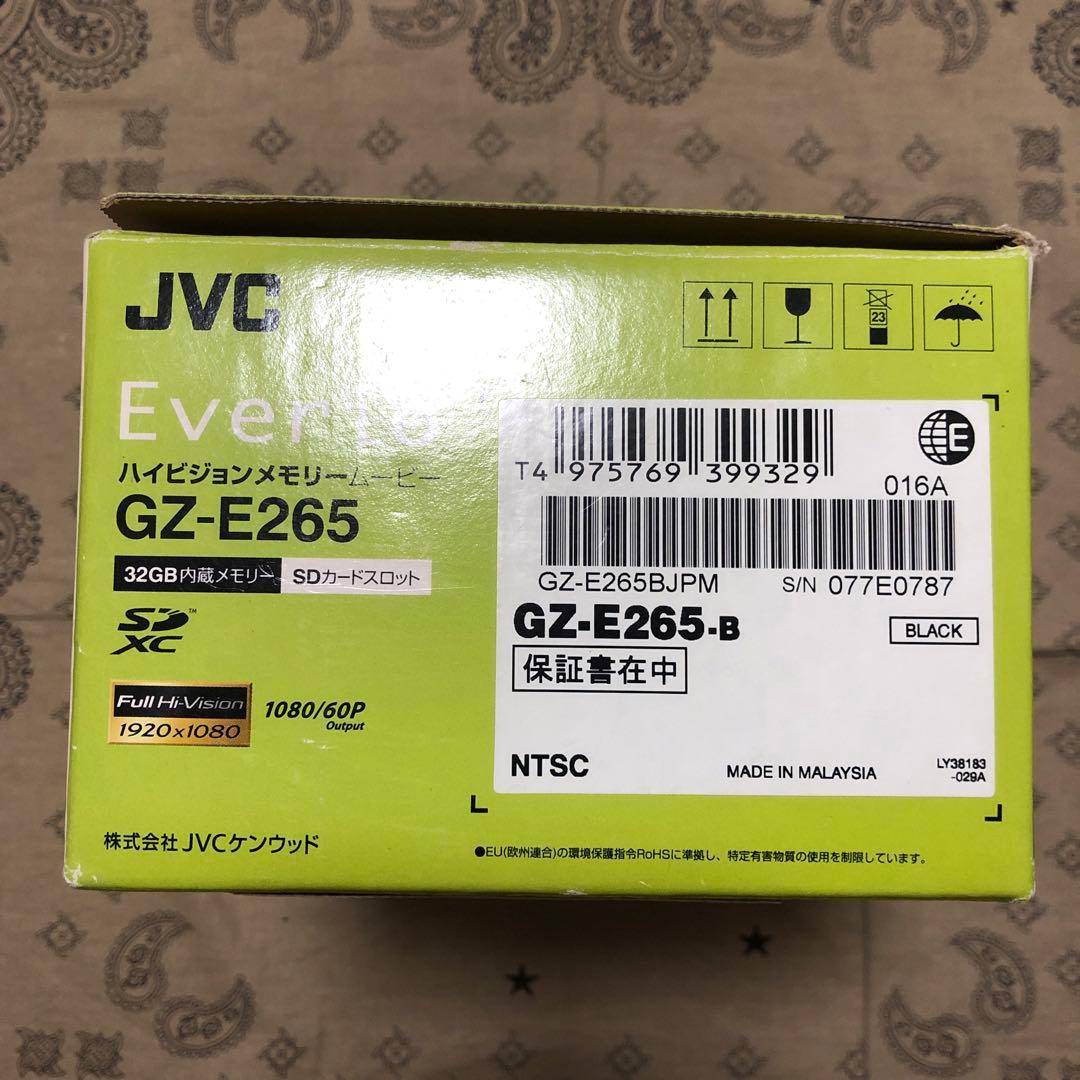 JVC
23
Everio
ハイビジョンメモリームービー
GZ-E265
32GB内蔵メモリー SDカードスロット
SD XC ™
Full Hi-Vision
1920x1080
1080/60P
Output
株式会社 JVCケンウッド
E
T4 975769 399329
016A
GZ-E265BJPM S/N 077E0787
GZ-E265-B
BLACK
保証書在中
NTSC
MADE IN MALAYSIA
LY38183
-029A
●EU(欧州連合)の環境保護指令RoHSに準拠し、特定有害物質の使用を制限しています。